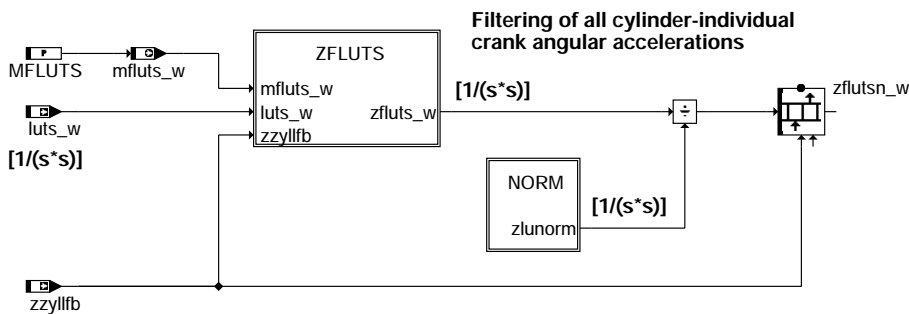 Filtering of all cylinder-individual
crank angular accelerations
P
MFLUTS
mfluts_w
ZFLUTS
mfluts_w
luts_w
zzyllfb
zfluts_w
luts_w
[1/(s*s)]
[1/(s*s)]
÷
zflutsn_w
NORM
zlunorm
[1/(s*s)]
zzyllfb